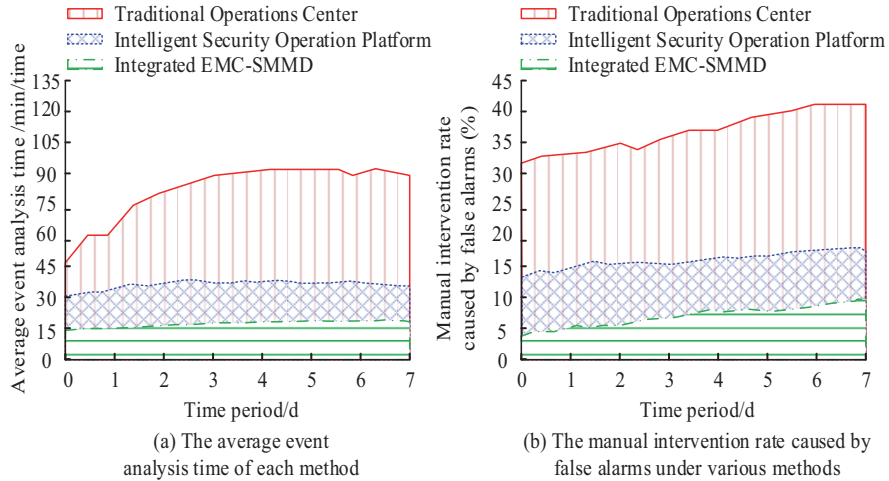 Traditional Operations Center
Intelligent Security Operation Platform
Integrated EMC-SMMD
Average event analysis time /min/time
135
120
105
90
75
60
45
30
15
0
0 1 2 3 4 5 6 7
Time period/d
(a) The average event
analysis time of each method
Traditional Operations Center
Intelligent Security Operation Platform
Integrated EMC-SMMD
Manual intervention rate
caused by false alarms (%)
45
40
35
30
25
20
15
10
5
0
0 1 2 3 4 5 6 7
Time period/d
(b) The manual intervention rate caused by
false alarms under various methods